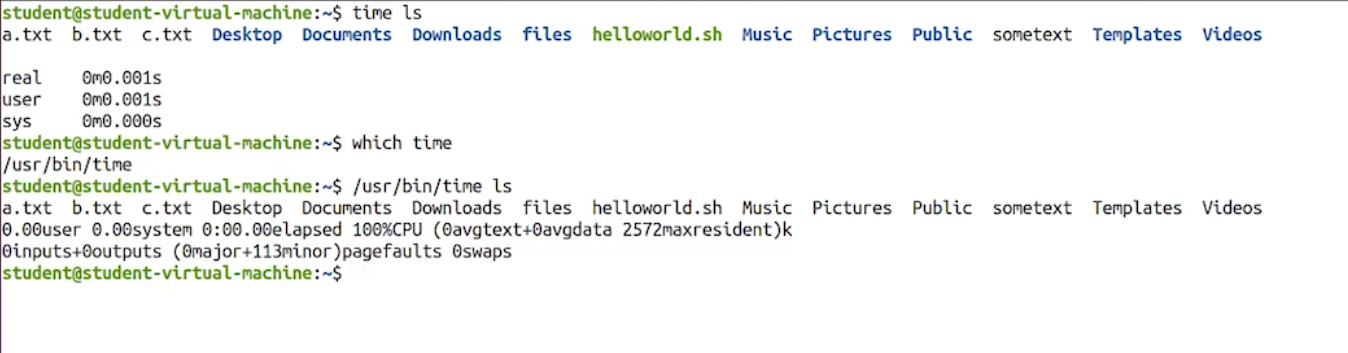 student@student-virtual-machine:~$ time ls
a.txt  b.txt  c.txt  Desktop  Documents  Downloads  files  helloworld.sh  Music  Pictures  Public  sometext  Templates  Videos

real    0m0.001s
user    0m0.001s
sys     0m0.000s
student@student-virtual-machine:~$ which time
/usr/bin/time
student@student-virtual-machine:~$ /usr/bin/time ls
a.txt  b.txt  c.txt  Desktop  Documents  Downloads  files  helloworld.sh  Music  Pictures  Public  sometext  Templates  Videos
0.00user 0.00system 0:00.00elapsed 100%CPU (0avgtext+0avgdata 2572maxresident)k
0inputs+0outputs (0major+113minor)pagefaults 0swaps
student@student-virtual-machine:~$